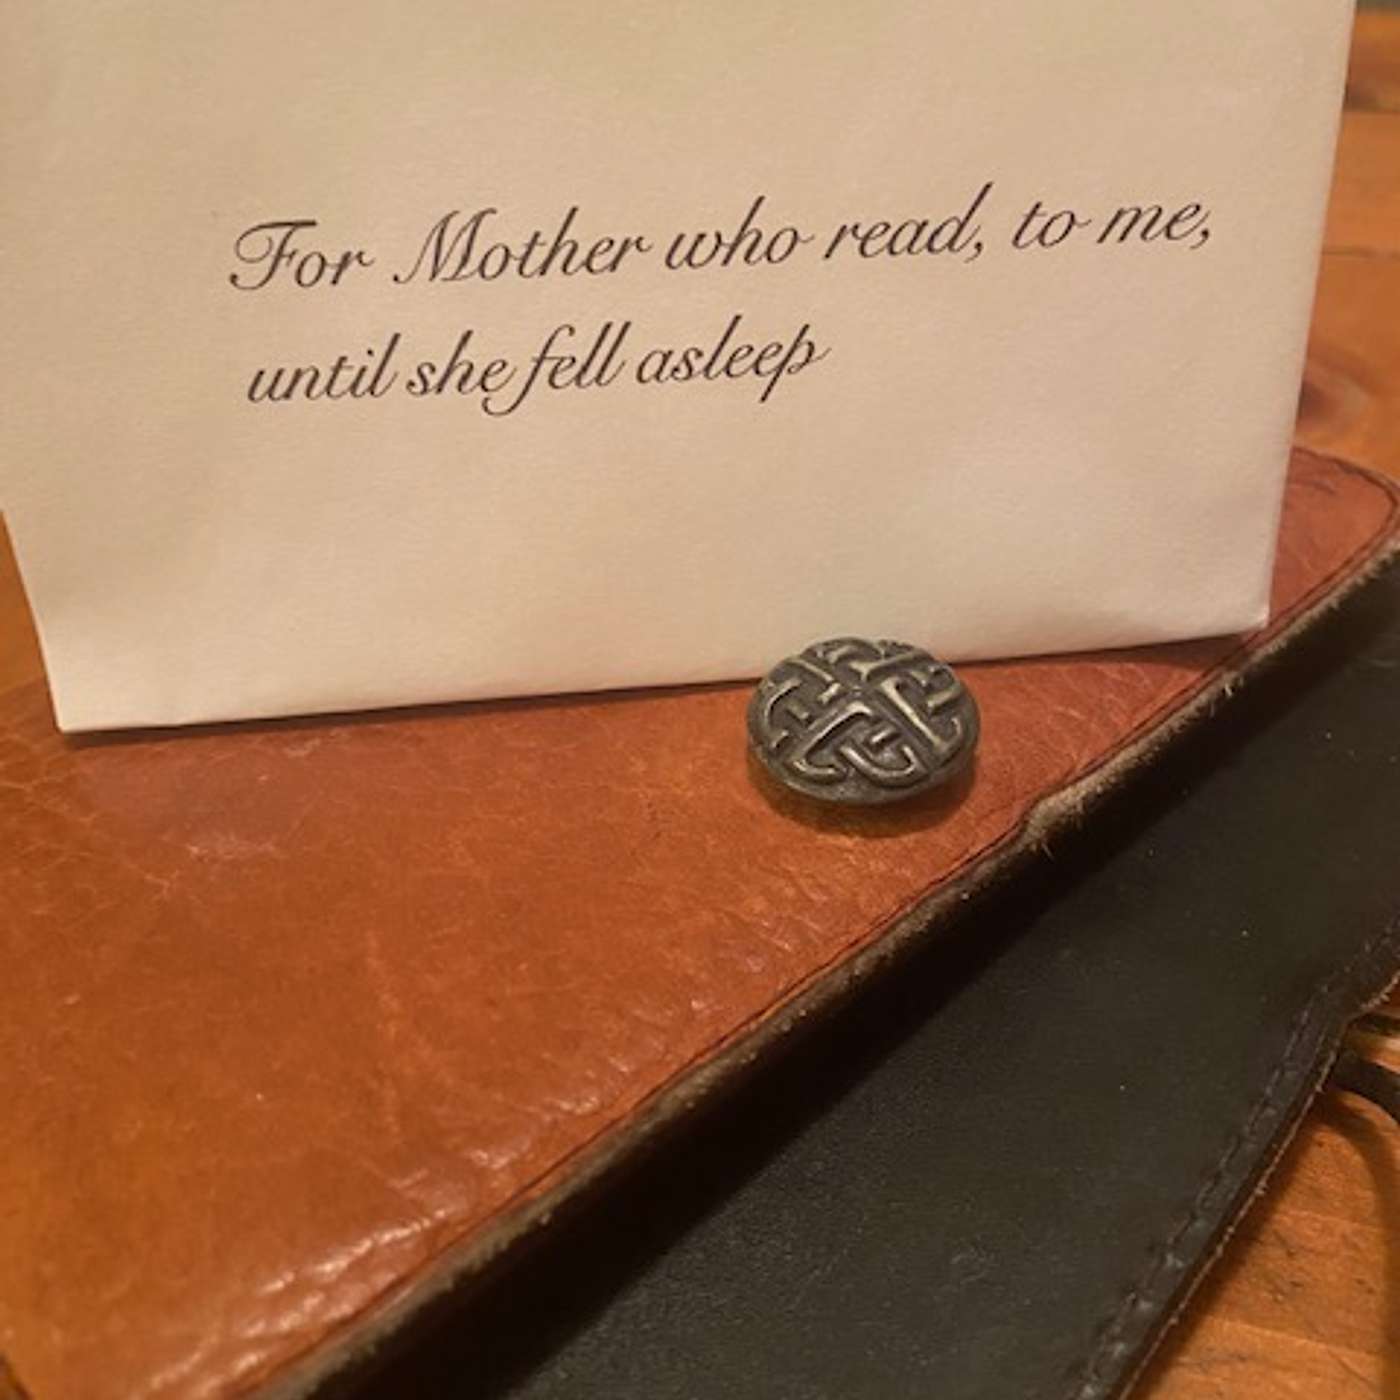 For Mother who read, to me,
until she fell asleep